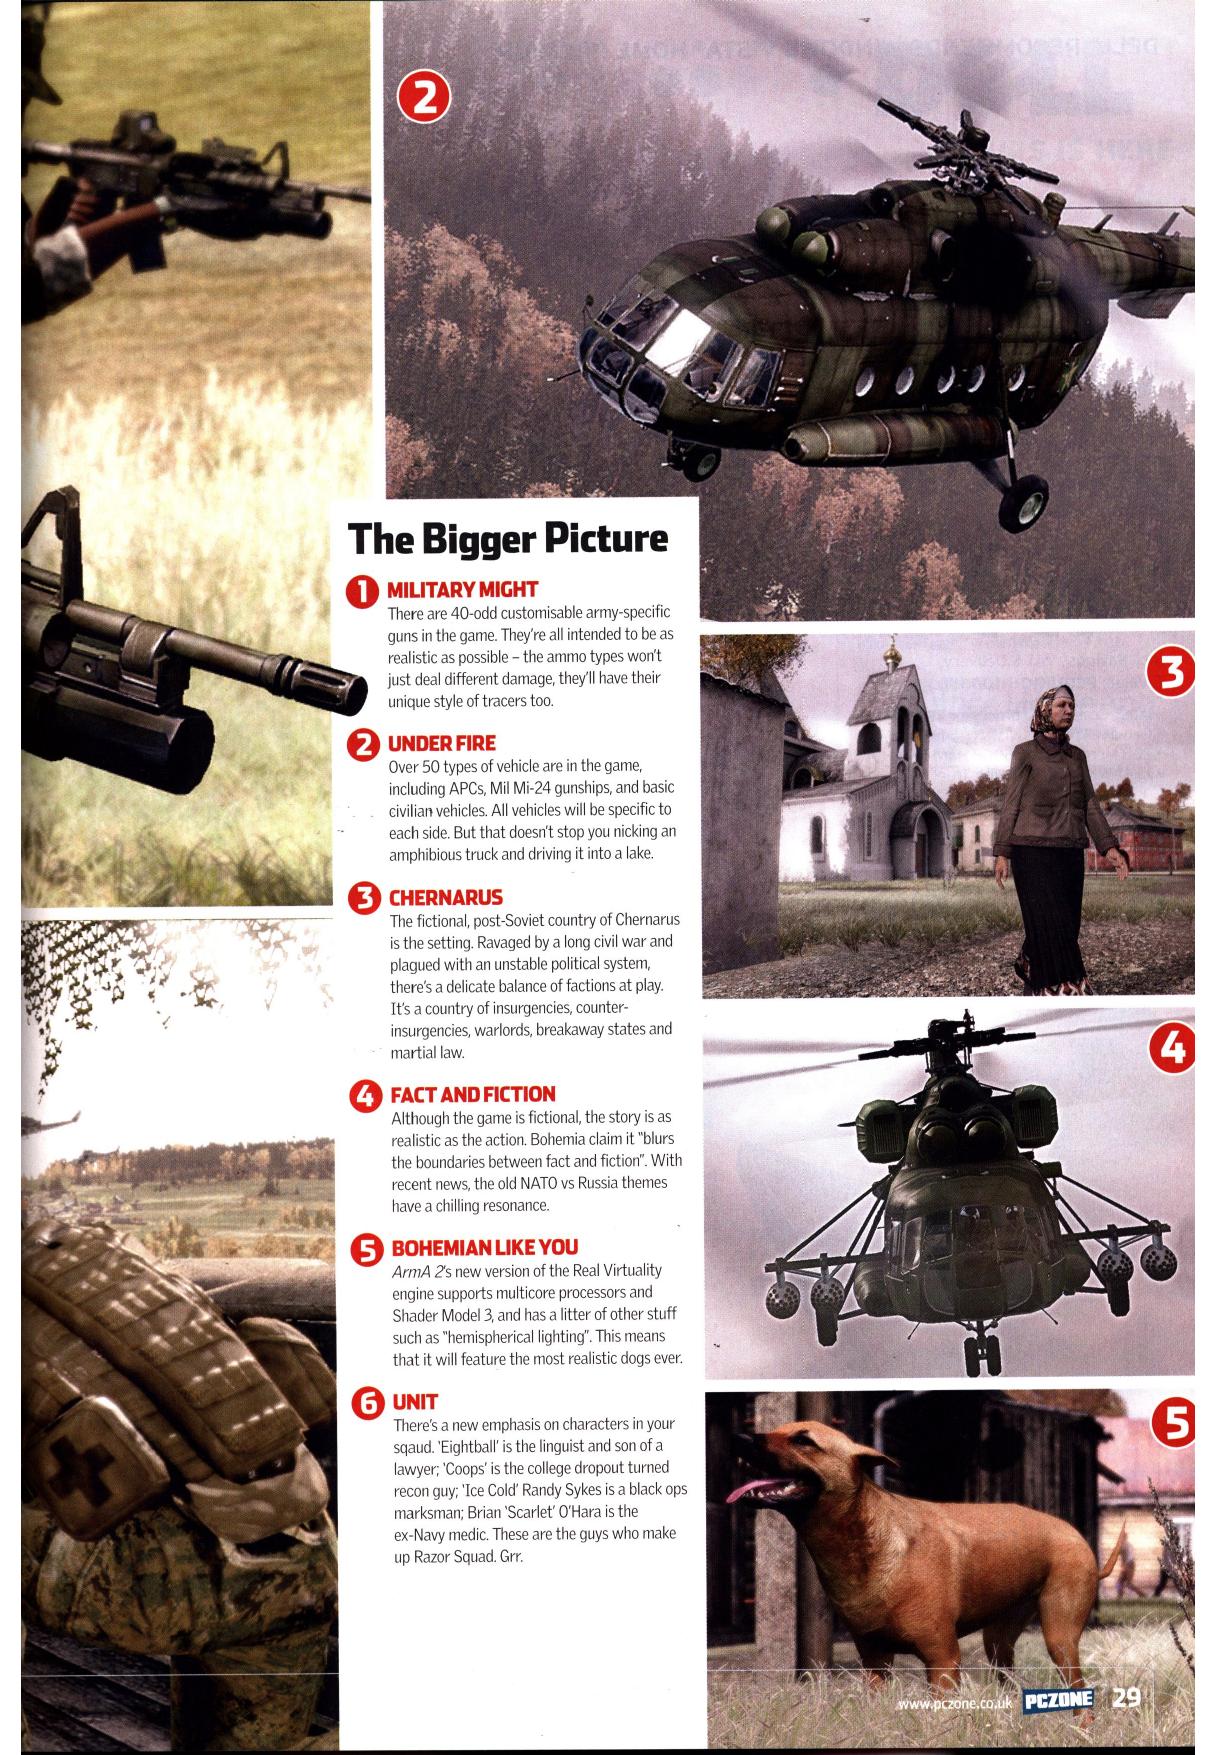 2
The Bigger Picture
1 MILITARY MIGHT
There are 40-odd customisable army-specific
guns in the game. They're all intended to be as
realistic as possible – the ammo types won't
just deal different damage, they'll have their
unique style of tracers too.
2 UNDER FIRE
Over 50 types of vehicle are in the game,
including APCs, Mil Mi-24 gunships, and basic
civilian vehicles. All vehicles will be specific to
each side. But that doesn't stop you nicking an
amphibious truck and driving it into a lake.
3 CHERNARUS
The fictional, post-Soviet country of Chernarus
is the setting. Ravaged by a long civil war and
plagued with an unstable political system,
there's a delicate balance of factions at play.
It's a country of insurgencies, counter-
insurgencies, warlords, breakaway states and
martial law.
4 FACT AND FICTION
Although the game is fictional, the story is as
realistic as the action. Bohemia claim it "blurs
the boundaries between fact and fiction". With
recent news, the old NATO vs Russia themes
have a chilling resonance.
5 BOHEMIAN LIKE YOU
ArmA 2's new version of the Real Virtuality
engine supports multicore processors and
Shader Model 3, and has a litter of other stuff
such as "hemispherical lighting". This means
that it will feature the most realistic dogs ever.
6 UNIT
There's a new emphasis on characters in your
sqaud. 'Eightball' is the linguist and son of a
lawyer; 'Coops' is the college dropout turned
recon guy; 'Ice Cold' Randy Sykes is a black ops
marksman; Brian 'Scarlet' O'Hara is the
ex-Navy medic. These are the guys who make
up Razor Squad. Grr.
3
4
5
www.pczone.co.uk PCZONE 29